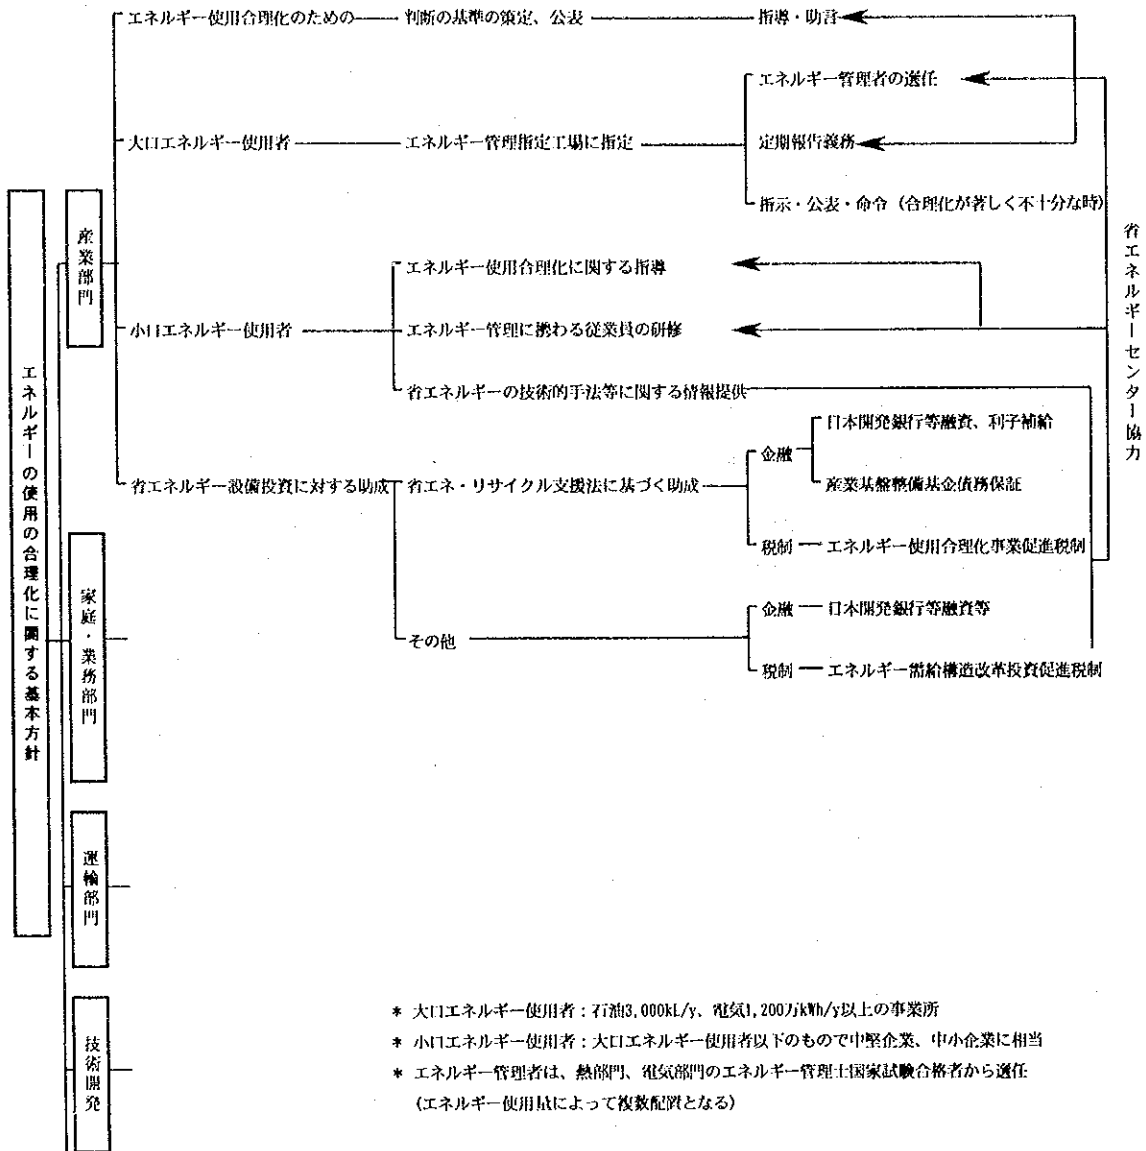 エネルギー使用合理化のための 判断の基準の策定、公表 指導・助言
エネルギー管理者の選任
大口エネルギー使用者 エネルギー管理指定工場に指定 定期報告義務
指示・公表・命令 (合理化が著しく不十分な時)
産業部門
エネルギー使用合理化に関する指導
小口エネルギー使用者 エネルギー管理に携わる従業員の研修
省エネルギーの技術的手法等に関する情報提供
省エネルギーセンター協力
金融 日本開発銀行等融資、利子補給
産業基盤整備基金債務保証
省エネルギー設備投資に対する助成 省エネ・リサイクル支援法に基づく助成
税制 エネルギー使用合理化事業促進税制
その他
金融 日本開発銀行等融資等
税制 エネルギー需給構造改革投資促進税制
エネルギーの使用の合理化に関する基本方針
家庭・業務部門
運輸部門
技術開発
* 大口エネルギー使用者:石油3,000kL/y、電気1,200万kWh/y以上の事業所
* 小口エネルギー使用者:大口エネルギー使用者以下のもので中堅企業、中小企業に相当
* エネルギー管理者は、熱部門、電気部門のエネルギー管理士国家試験合格者から選任
(エネルギー使用量によって複数配置となる)